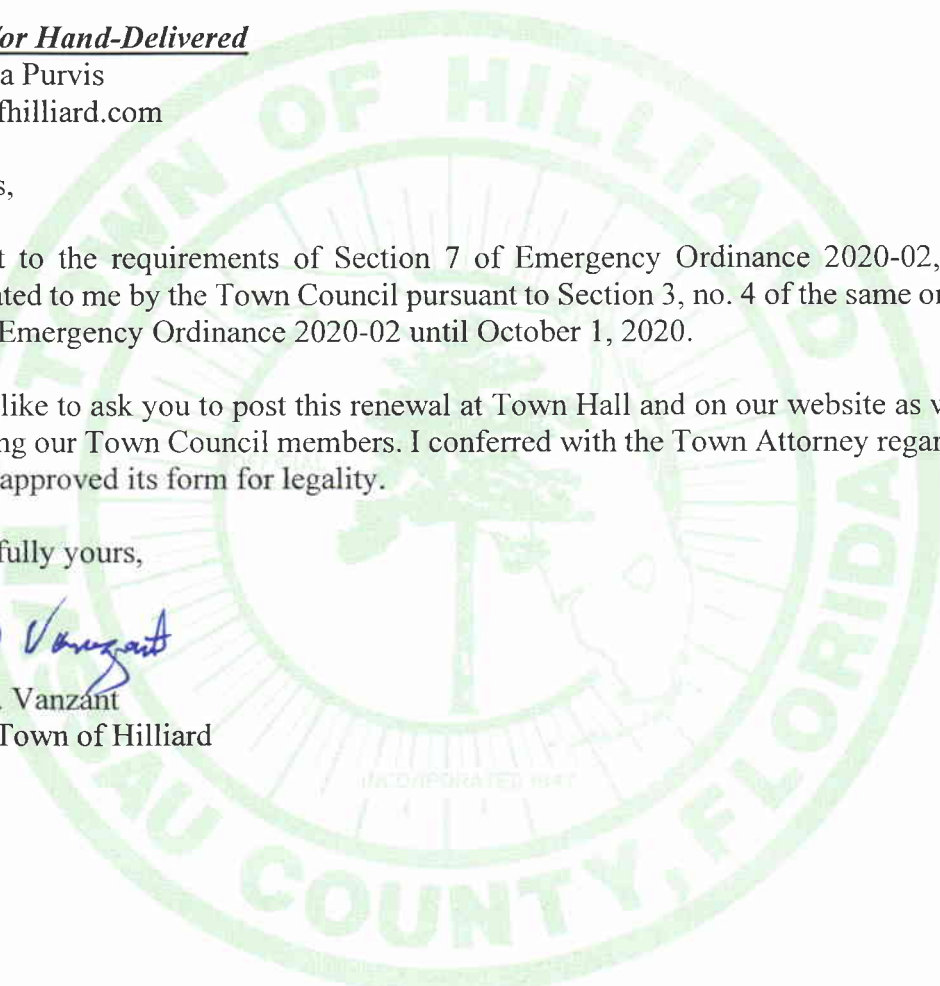 /or Hand-Delivered
a Purvis
fhilliard.com
s,
t to the requirements of Section 7 of Emergency Ordinance 2020-02,
ated to me by the Town Council pursuant to Section 3, no. 4 of the same or
Emergency Ordinance 2020-02 until October 1, 2020.
like to ask you to post this renewal at Town Hall and on our website as v
ng our Town Council members. I conferred with the Town Attorney regar
approved its form for legality.
fully yours,
Vanzant
. Vanzant
Town of Hilliard
TOWN OF HILLIARD
IN
SAU COUNTY, FLORIDA
INCORPORATED 1947